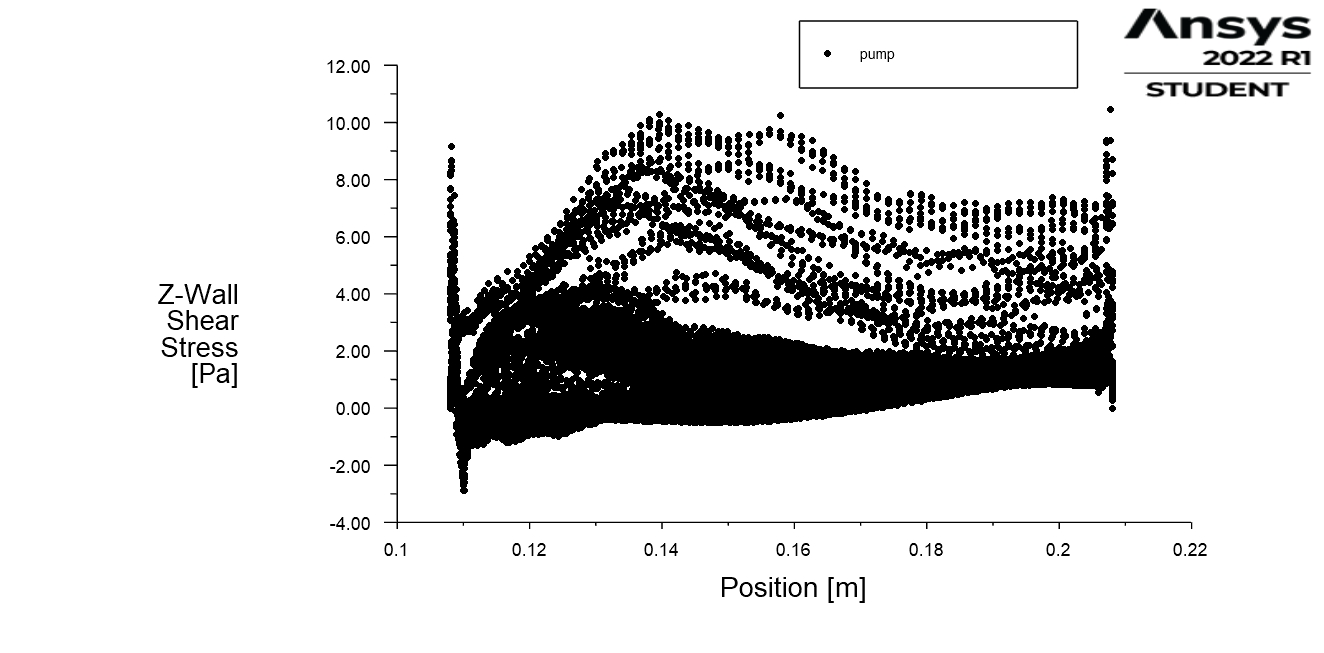 Ansys
2022 R1
STUDENT
pump
12.00
10.00
8.00
6.00
4.00
2.00
0.00
-2.00
-4.00
Z-Wall
Shear
Stress
[Pa]
0.1 0.12 0.14 0.16 0.18 0.2 0.22
Position [m]